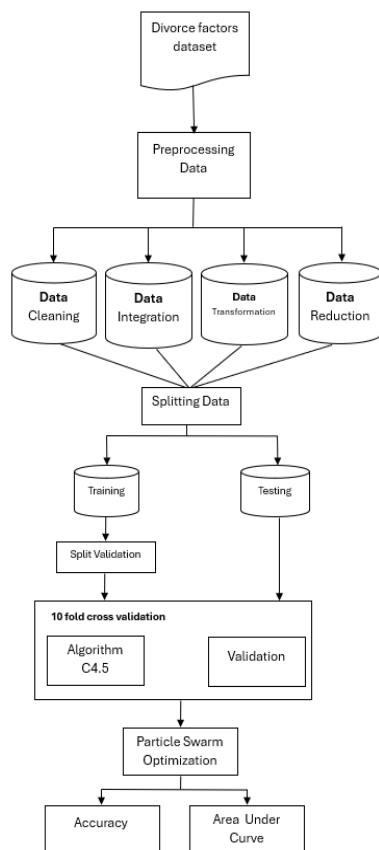 Divorce factors
dataset
Preprocessing
Data
Data
Cleaning
Data
Integration
Data
Transformation
Data
Reduction
Splitting Data
Training
Testing
Split Validation
10 fold cross validation
Algorithm
C4.5
Validation
Particle Swarm
Optimization
Accuracy
Area Under
Curve